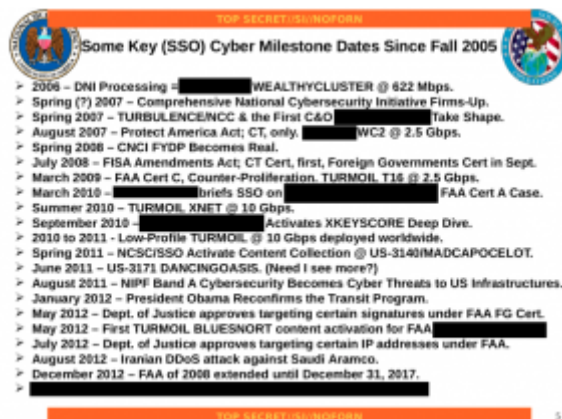 TOP SECRET//SI//NOFORN
Some Key (SSO) Cyber Milestone Dates Since Fall 2005
➢ 2006 – DNI Processing = WEALTHYCLUSTER @ 622 Mbps.
➢ Spring (?) 2007 – Comprehensive National Cybersecurity Initiative Firms-Up.
➢ Spring 2007 – TURBULENCE/NCC & the First C&O Take Shape.
➢ August 2007 – Protect America Act; CT, only. WC2 @ 2.5 Gbps.
➢ Spring 2008 – CNCI FYDP Becomes Real.
➢ July 2008 – FISA Amendments Act; CT Cert, first, Foreign Governments Cert in Sept.
➢ March 2009 – FAA Cert C, Counter-Proliferation. TURMOIL T16 @ 2.5 Gbps.
➢ March 2010 – briefs SSO on FAA Cert A Case.
➢ Summer 2010 – TURMOIL XNET @ 10 Gbps.
➢ September 2010 – Activates XKEYSCORE Deep Dive.
➢ 2010 to 2011 - Low-Profile TURMOIL @ 10 Gbps deployed worldwide.
➢ Spring 2011 – NCSC/SSO Activate Content Collection @ US-3140/MADCAPOCELOT.
➢ June 2011 – US-3171 DANCINGOASIS. (Need I see more?)
➢ August 2011 – NIPF Band A Cybersecurity Becomes Cyber Threats to US Infrastructures.
➢ January 2012 – President Obama Reconfirms the Transit Program.
➢ May 2012 – Dept. of Justice approves targeting certain signatures under FAA FG Cert.
➢ May 2012 – First TURMOIL BLUESNORT content activation for FAA
➢ July 2012 – Dept. of Justice approves targeting certain IP addresses under FAA.
➢ August 2012 – Iranian DDoS attack against Saudi Aramco.
➢ December 2012 – FAA of 2008 extended until December 31, 2017.
➢
TOP SECRET//SI//NOFORN